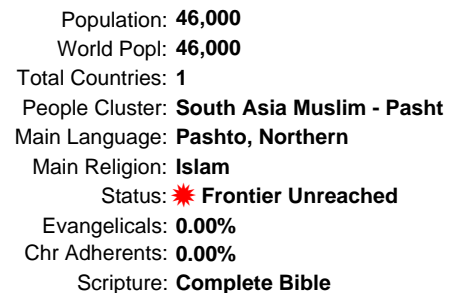 Population: 46,000
World Popl: 46,000
Total Countries: 1
People Cluster: South Asia Muslim - Pasht
Main Language: Pashto, Northern
Main Religion: Islam
Status: Frontier Unreached
Evangelicals: 0.00%
Chr Adherents: 0.00%
Scripture: Complete Bible